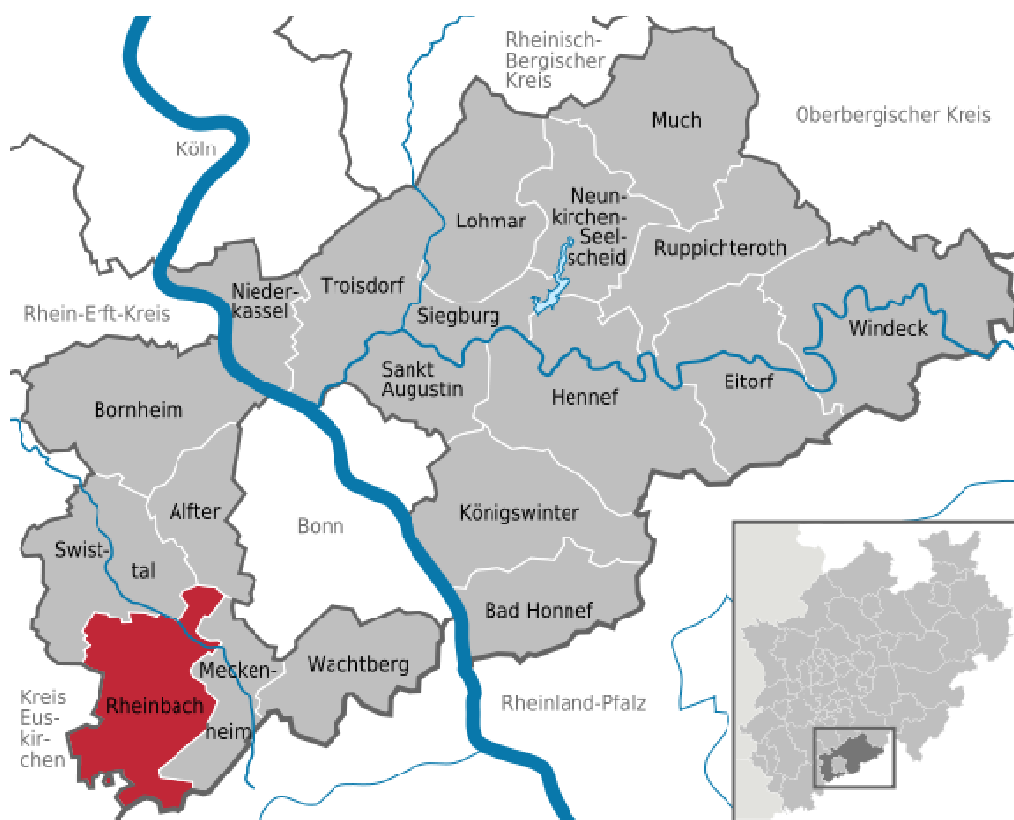 Rheinisch-
Bergischer
Kreis
Much
Oberbergischer Kreis
Köln
Neun-
kirchen-
Seel-
scheid
Lohmar
Ruppichteroth
Troisdorf
Nieder-
kassel
Rhein-Erft-Kreis
Siegburg
Windeck
Sankt
Augustin
Eitorf
Hennef
Bornheim
Alfter
Königswinter
Bonn
Swist-
tal
Bad Honnef
Wachtberg
Mecken-
heim
Rheinbach
Rheinland-Pfalz
Kreis
Eus-
kir-
chen